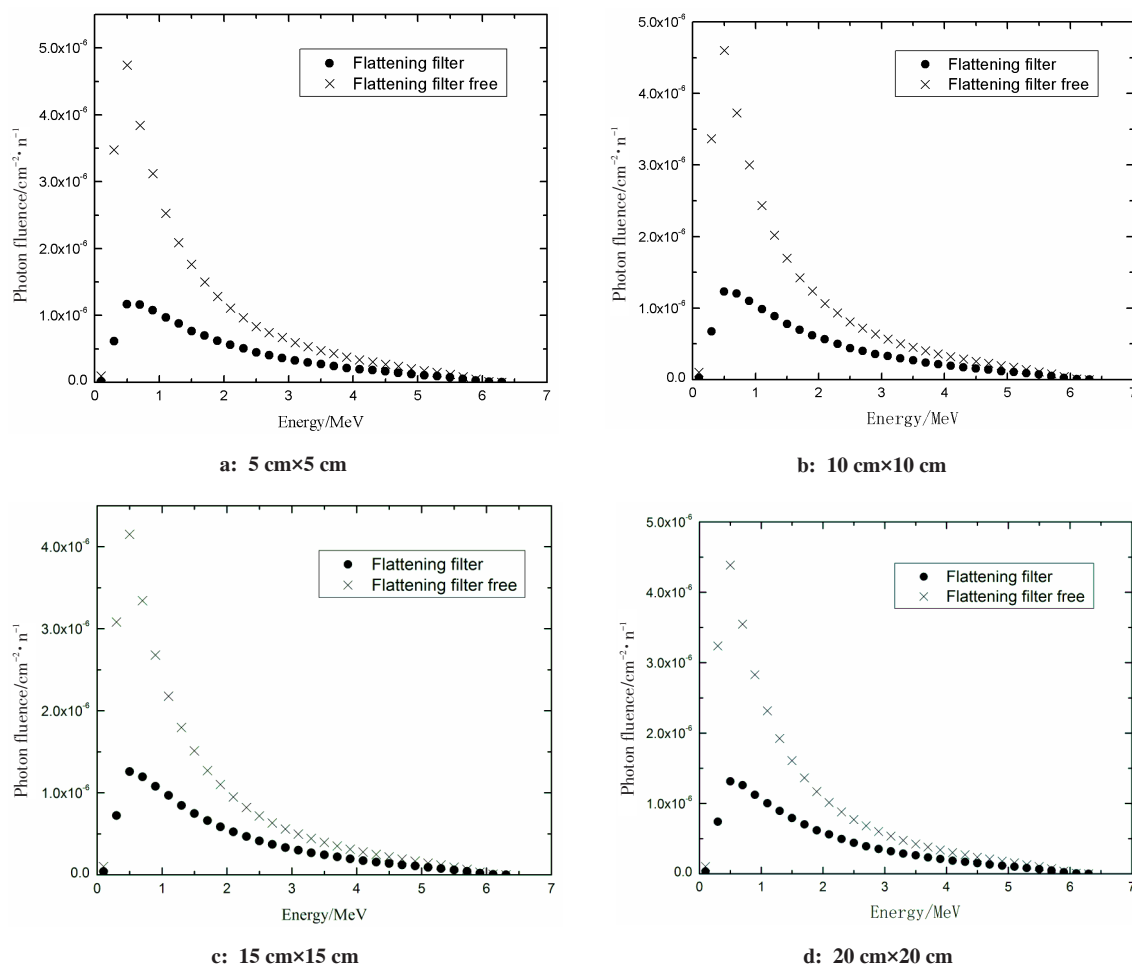 5.0x10⁻⁶
4.0x10⁻⁶
3.0x10⁻⁶
2.0x10⁻⁶
1.0x10⁻⁶
0.0
Photon fluence/cm⁻²• n⁻¹
Flattening filter
Flattening filter free
0 1 2 3 4 5 6 7
Energy/MeV
a: 5 cm×5 cm
5.0x10⁻⁶
4.0x10⁻⁶
3.0x10⁻⁶
2.0x10⁻⁶
1.0x10⁻⁶
0.0
Photon fluence/cm⁻²• n⁻¹
Flattening filter
Flattening filter free
0 1 2 3 4 5 6 7
Energy/MeV
b: 10 cm×10 cm
4.0x10⁻⁶
3.0x10⁻⁶
2.0x10⁻⁶
1.0x10⁻⁶
0.0
Photon fluence/cm⁻²• n⁻¹
Flattening filter
Flattening filter free
0 1 2 3 4 5 6 7
Energy/MeV
c: 15 cm×15 cm
5.0x10⁻⁶
4.0x10⁻⁶
3.0x10⁻⁶
2.0x10⁻⁶
1.0x10⁻⁶
0.0
Photon fluence/cm⁻²• n⁻¹
Flattening filter
Flattening filter free
0 1 2 3 4 5 6 7
Energy/MeV
d: 20 cm×20 cm